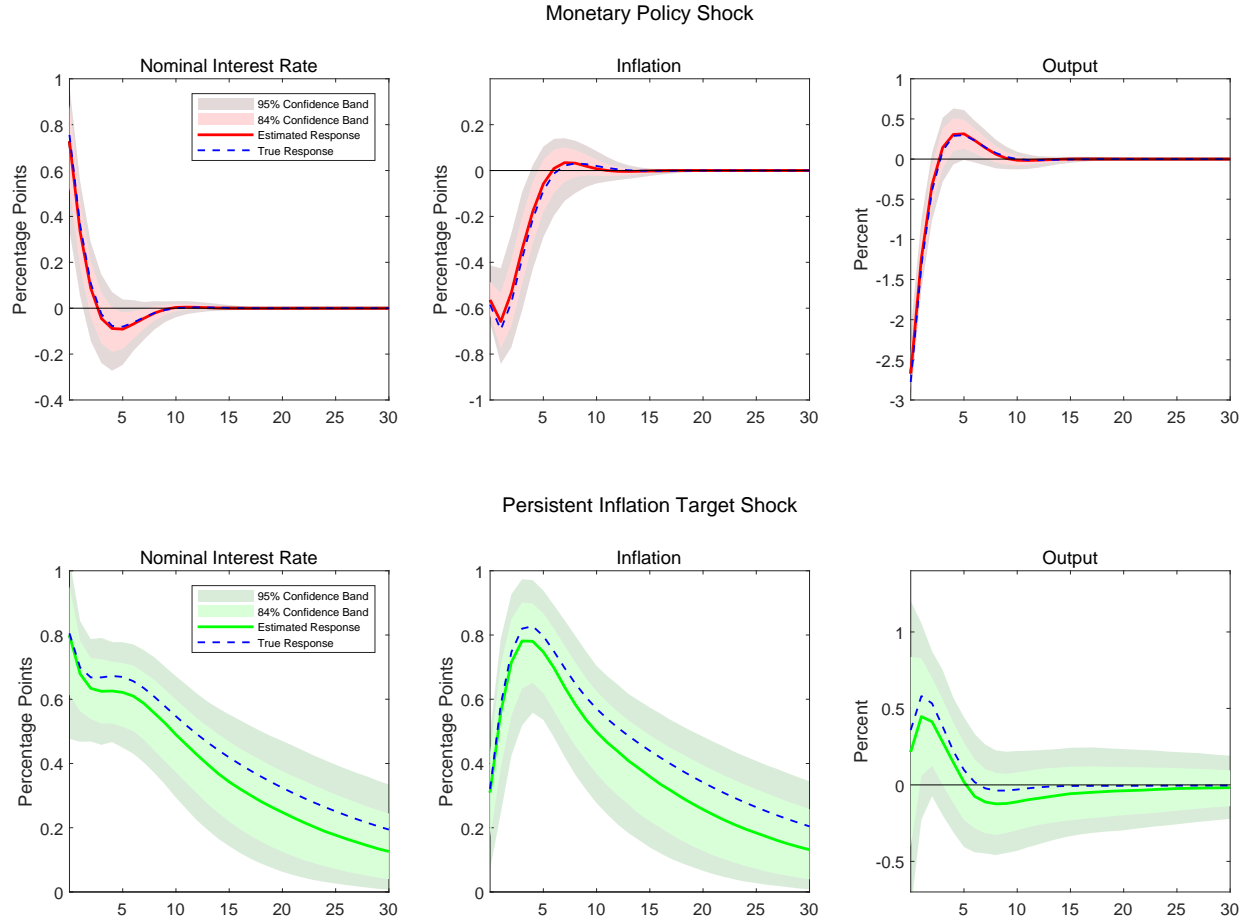 Monetary Policy Shock
Nominal Interest Rate
Percentage Points
1
0.8
0.6
0.4
0.2
0
-0.2
-0.4
5 10 15 20 25 30
95% Confidence Band
84% Confidence Band
Estimated Response
True Response
Inflation
Percentage Points
0.2
0
-0.2
-0.4
-0.6
-0.8
-1
5 10 15 20 25 30
Output
Percent
1
0.5
0
-0.5
-1
-1.5
-2
-2.5
-3
5 10 15 20 25 30
Persistent Inflation Target Shock
Nominal Interest Rate
Percentage Points
1
0.8
0.6
0.4
0.2
0
5 10 15 20 25 30
95% Confidence Band
84% Confidence Band
Estimated Response
True Response
Inflation
Percentage Points
1
0.8
0.6
0.4
0.2
0
5 10 15 20 25 30
Output
Percent
1
0.5
0
-0.5
5 10 15 20 25 30